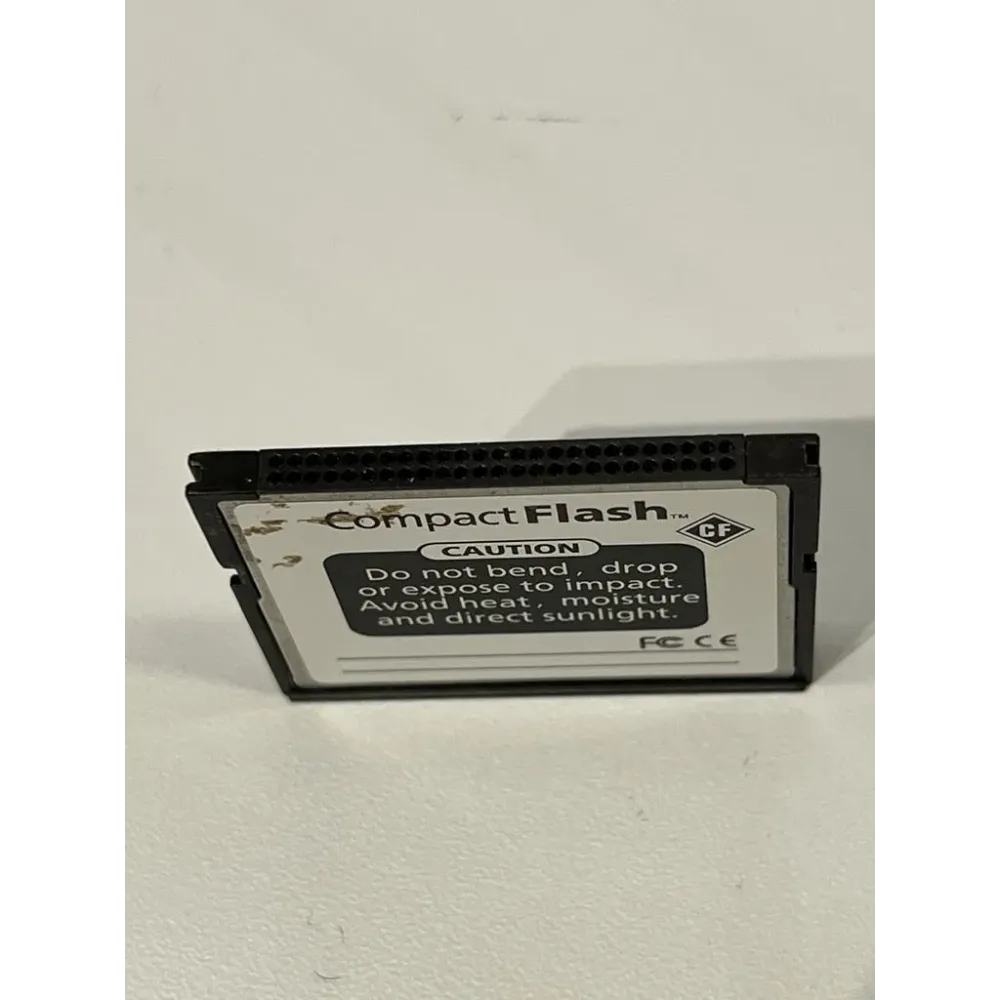 CompactFlash™ CF
CAUTION
Do not bend, drop
or expose to impact.
Avoid heat, moisture
and direct sunlight.
FC CE